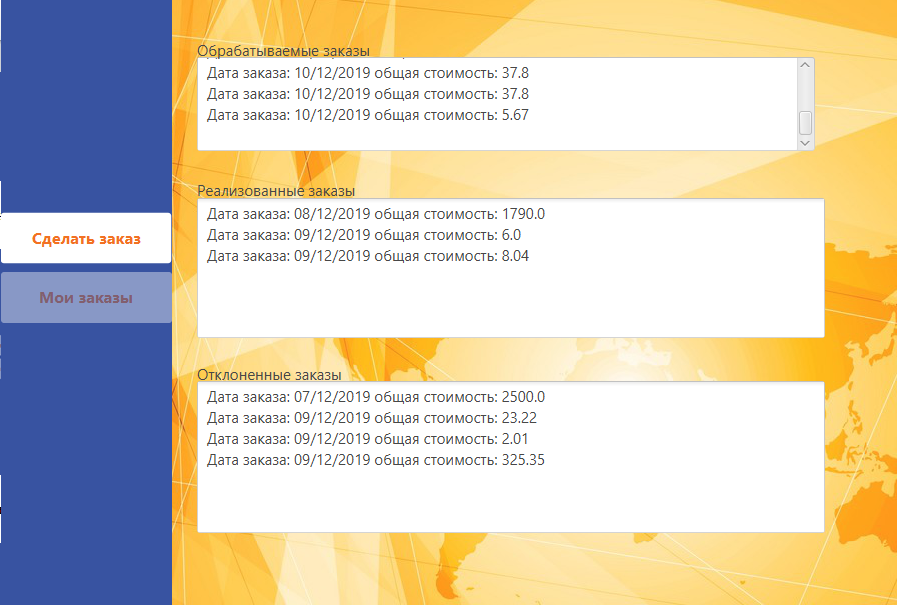 Обрабатываемые заказы
Дата заказа: 10/12/2019 общая стоимость: 37.8
Дата заказа: 10/12/2019 общая стоимость: 37.8
Дата заказа: 10/12/2019 общая стоимость: 5.67
Реализованные заказы
Дата заказа: 08/12/2019 общая стоимость: 1790.0
Дата заказа: 09/12/2019 общая стоимость: 6.0
Дата заказа: 09/12/2019 общая стоимость: 8.04
Сделать заказ
Мои заказы
Отклоненные заказы
Дата заказа: 07/12/2019 общая стоимость: 2500.0
Дата заказа: 09/12/2019 общая стоимость: 23.22
Дата заказа: 09/12/2019 общая стоимость: 2.01
Дата заказа: 09/12/2019 общая стоимость: 325.35